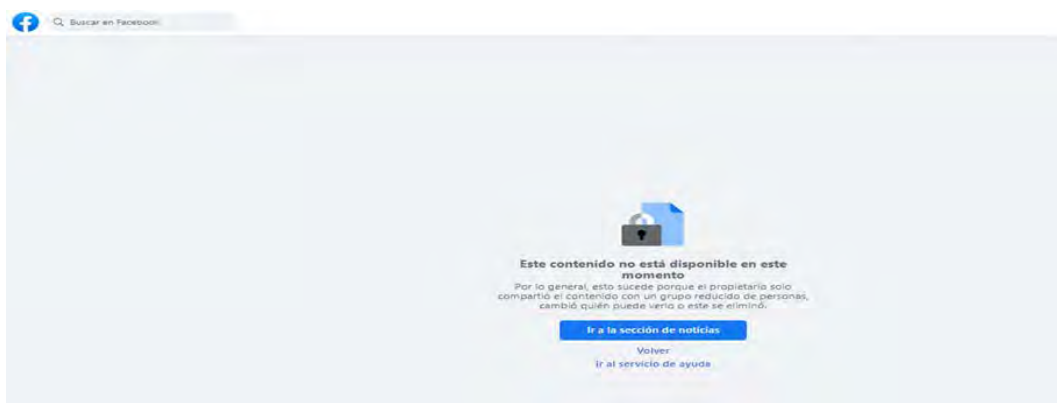 Buscar en Facebook
Este contenido no está disponible en este
momento
Por lo general, esto sucede porque el propietario solo
compartió el contenido con un grupo reducido de personas,
cambió quién puede verlo o este se eliminó.
Ir a la sección de noticias
Volver
Ir al servicio de ayuda